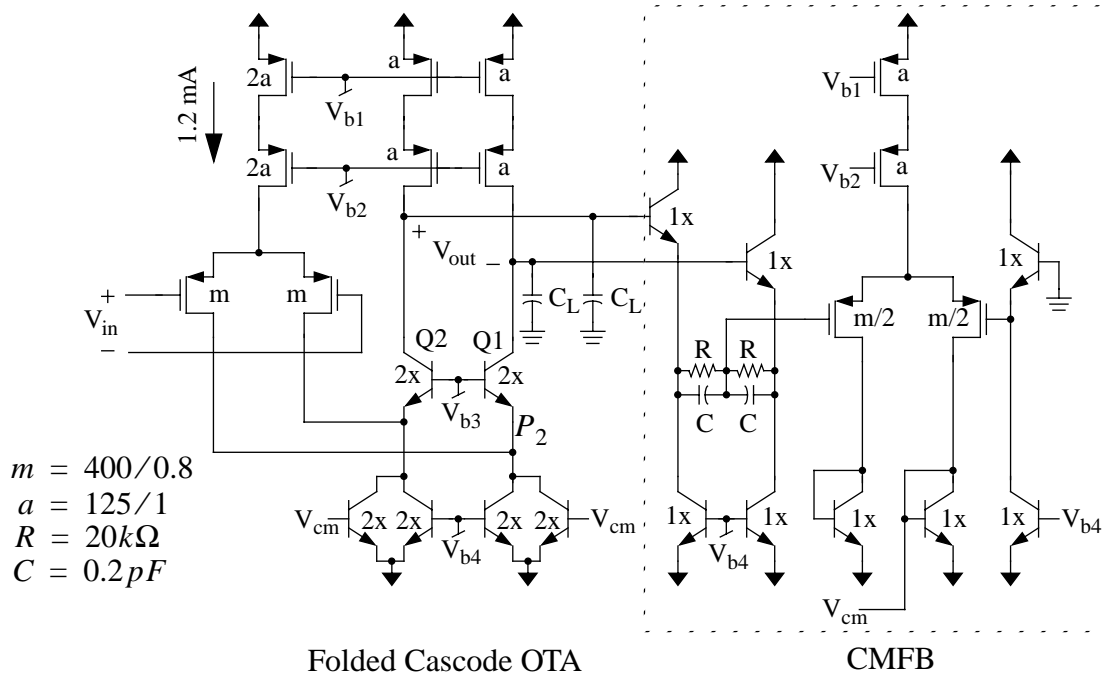 2a
a
a
V_b1
1.2 mA
2a
a
a
V_b2
V_b1
a
V_b2
a
+
V_out
−
C_L
C_L
1x
1x
1x
+
V_in
−
m
m
m/2
m/2
Q2
Q1
2x
2x
V_b3
P_2
R
R
C
C
m = 400/0.8
a = 125/1
R = 20kΩ
C = 0.2pF
V_cm
2x
2x
V_b4
2x
2x
V_cm
1x
V_b4
1x
1x
1x
1x
V_b4
V_cm
Folded Cascode OTA
CMFB